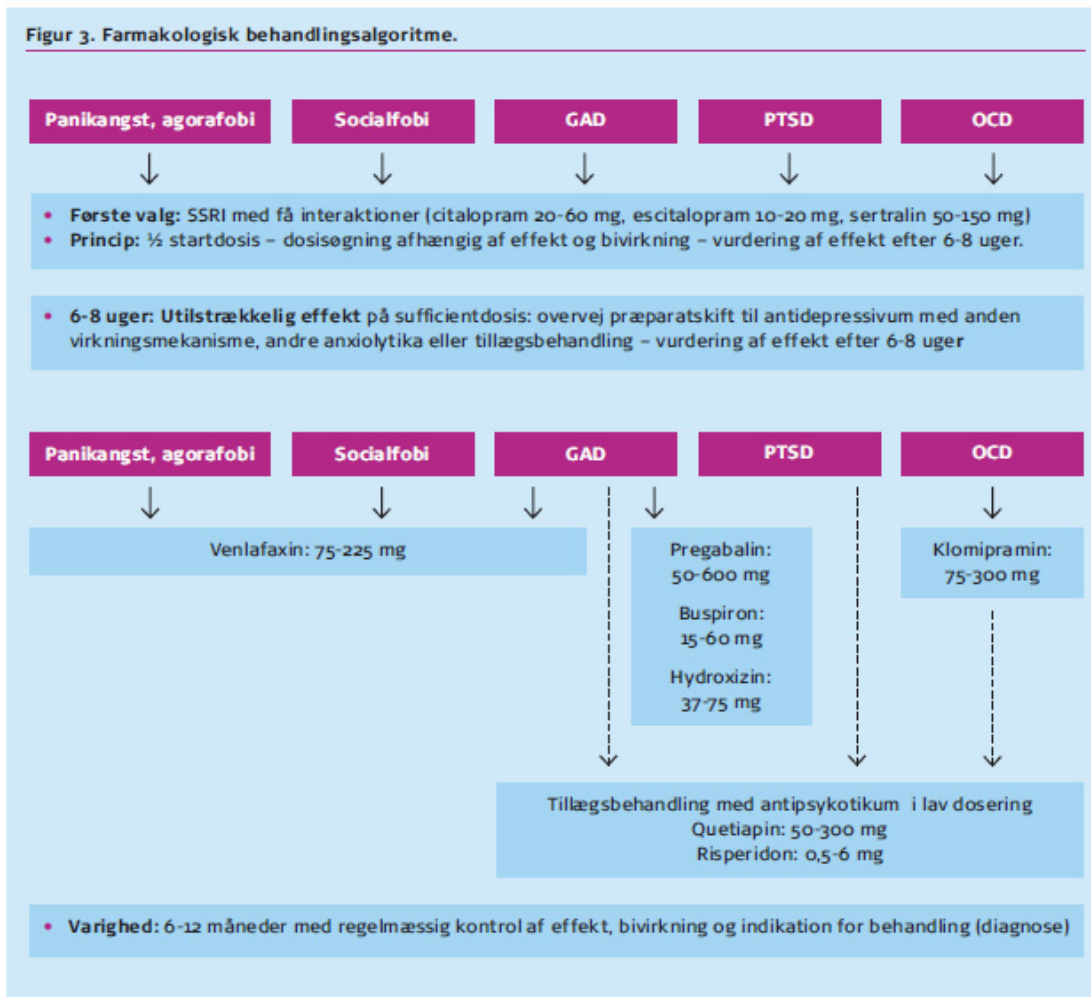 Figur 3. Farmakologisk behandlingsalgoritme.
Panikangst, agorafobi
Socialfobi
GAD
PTSD
OCD
• Første valg: SSRI med få interaktioner (citalopram 20-60 mg, escitalopram 10-20 mg, sertralin 50-150 mg)
• Princip: ½ startdosis – dosisøgning afhængig af effekt og bivirkning – vurdering af effekt efter 6-8 uger.
• 6-8 uger: Utilstrækkelig effekt på sufficientdosis: overvej præparatskift til antidepressivum med anden
virkningsmekanisme, andre anxiolytika eller tillægsbehandling – vurdering af effekt efter 6-8 uger
Panikangst, agorafobi
Socialfobi
GAD
PTSD
OCD
Venlafaxin: 75-225 mg
Pregabalin:
50-600 mg
Buspiron:
15-60 mg
Hydroxizin:
37-75 mg
Klomipramin:
75-300 mg
Tillægsbehandling med antipsykotikum i lav dosering
Quetiapin: 50-300 mg
Risperidon: 0,5-6 mg
• Varighed: 6-12 måneder med regelmæssig kontrol af effekt, bivirkning og indikation for behandling (diagnose)